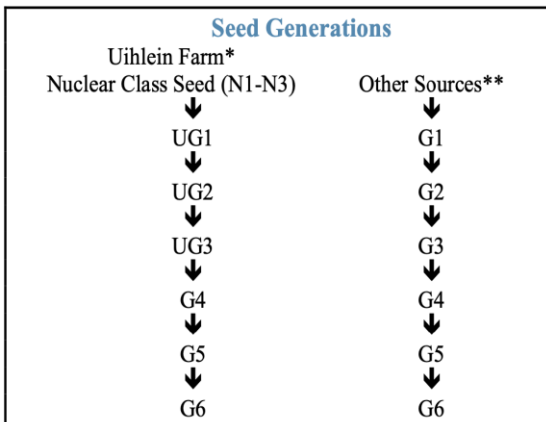 Seed Generations
Uihlein Farm*
Nuclear Class Seed (N1-N3) Other Sources**
UG1 G1
UG2 G2
UG3 G3
G4 G4
G5 G5
G6 G6